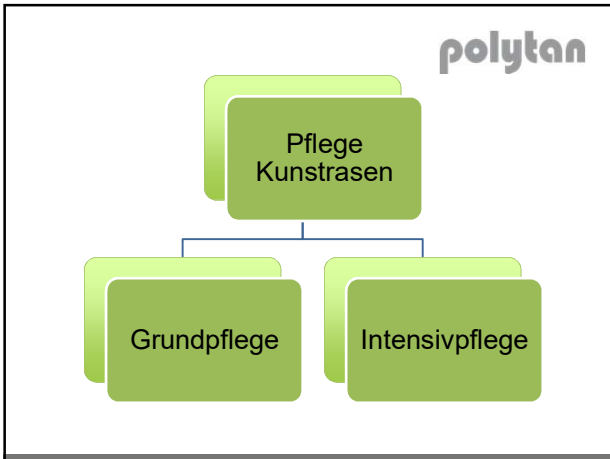 polytan
Pflege
Kunstrasen
Grundpflege
Intensivpflege